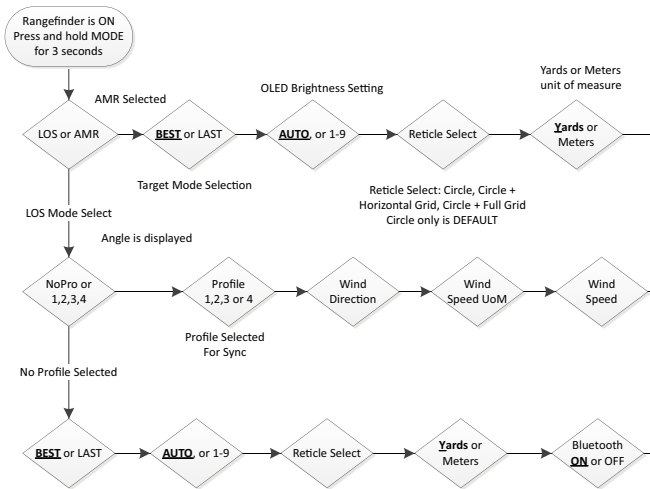 Rangefinder is ON
Press and hold MODE
for 3 seconds
AMR Selected
OLED Brightness Setting
Yards or Meters
unit of measure
LOS or AMR
BEST or LAST
AUTO, or 1-9
Reticle Select
Yards or
Meters
Target Mode Selection
Reticle Select: Circle, Circle +
Horizontal Grid, Circle + Full Grid
Circle only is DEFAULT
LOS Mode Select
Angle is displayed
NoPro or
1,2,3,4
Profile
1,2,3 or 4
Wind
Direction
Wind
Speed UoM
Wind
Speed
Profile Selected
For Sync
No Profile Selected
BEST or LAST
AUTO, or 1-9
Reticle Select
Yards or
Meters
Bluetooth
ON or OFF